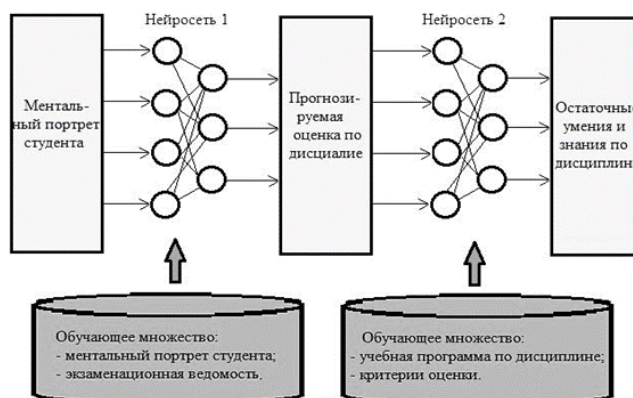 Нейросеть 1
Нейросеть 2
Менталь-
ный портрет
студента
Прогнози-
руемая
оценка по
дисциалие
Остаточные
умения и
знания по
дисциплин
Обучающее множество:
- ментальный портрет студента;
- экзаменационная ведомость.
Обучающее множество:
- учебная программа по дисциплине;
- критерии оценки.